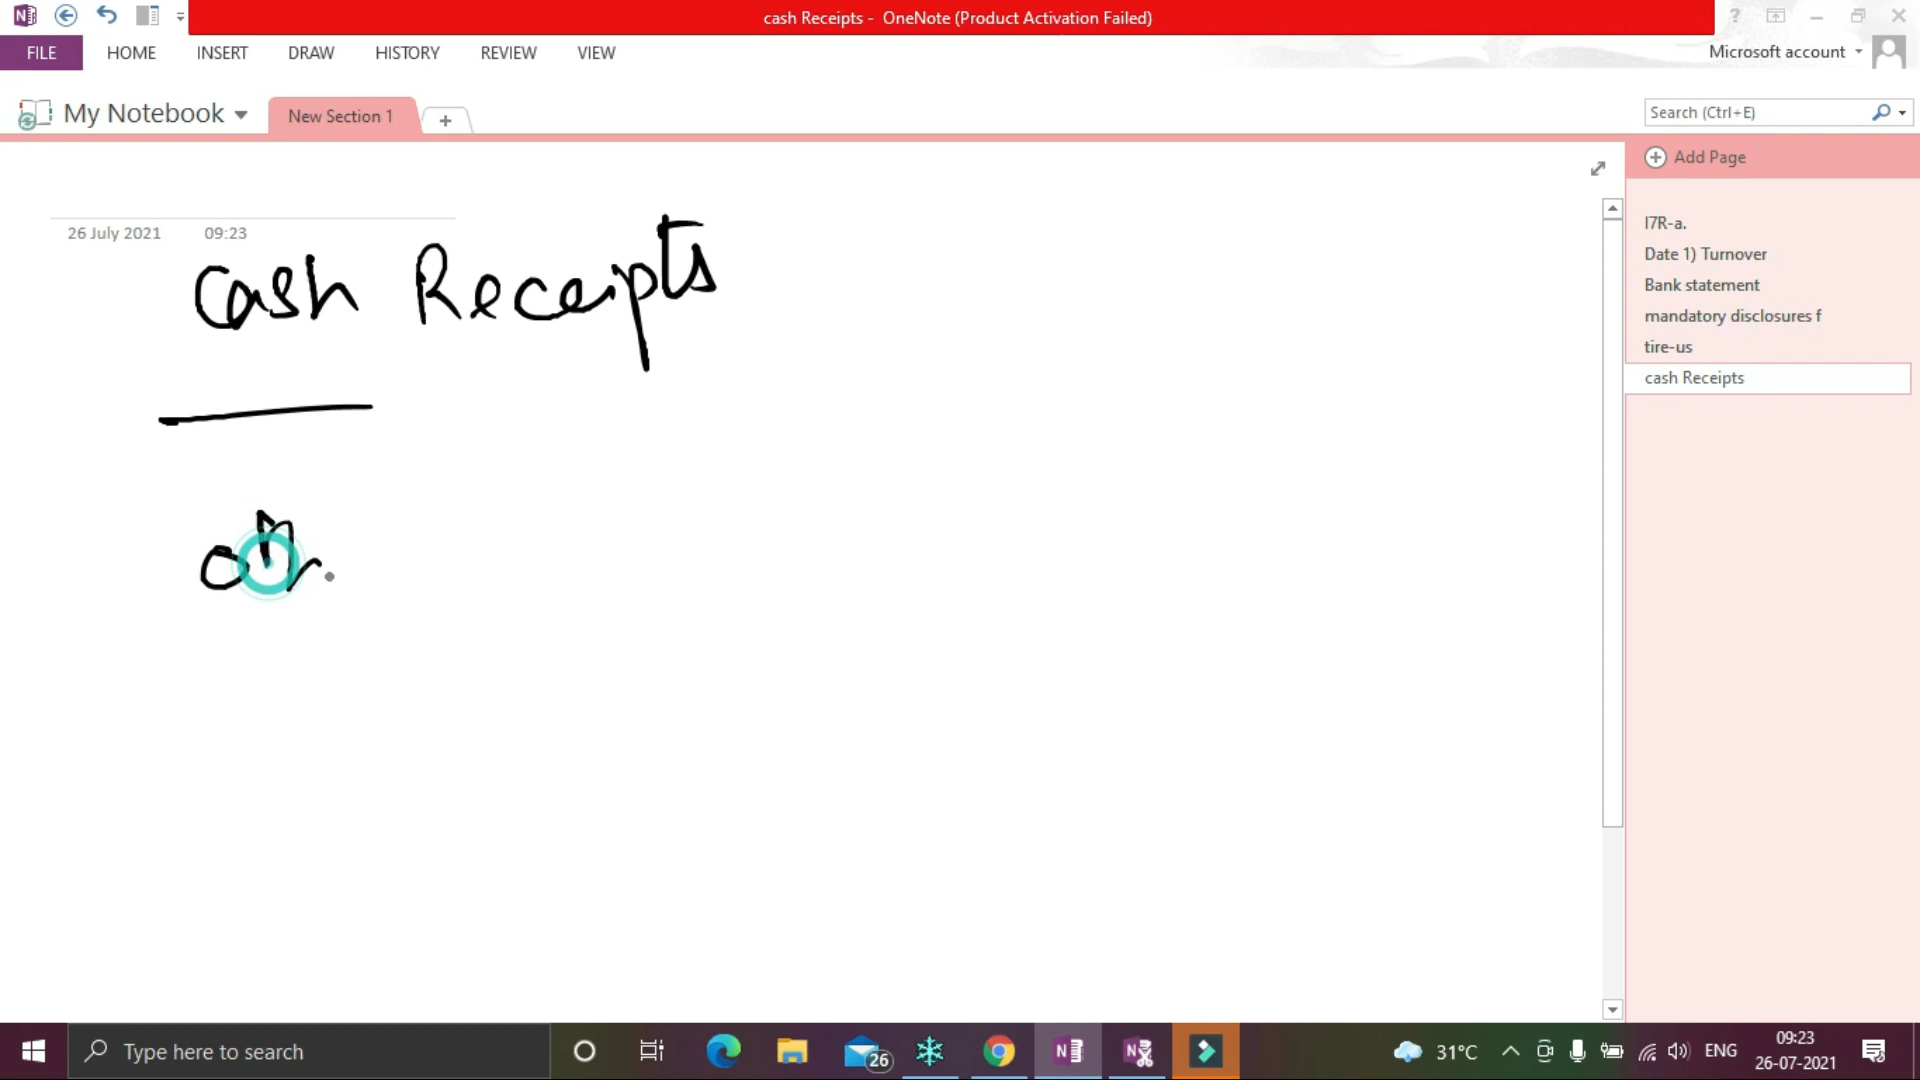 cash Receipts - OneNote (Product Activation Failed)
FILE HOME INSERT DRAW HISTORY REVIEW VIEW
Microsoft account
My Notebook
New Section 1
Search (Ctrl+E)
Add Page
I7R-a.
Date 1) Turnover
Bank statement
mandatory disclosures f
tire-us
cash Receipts
26 July 2021 09:23
Cash Receipts
Type here to search
26
31°C
ENG
09:23
26-07-2021